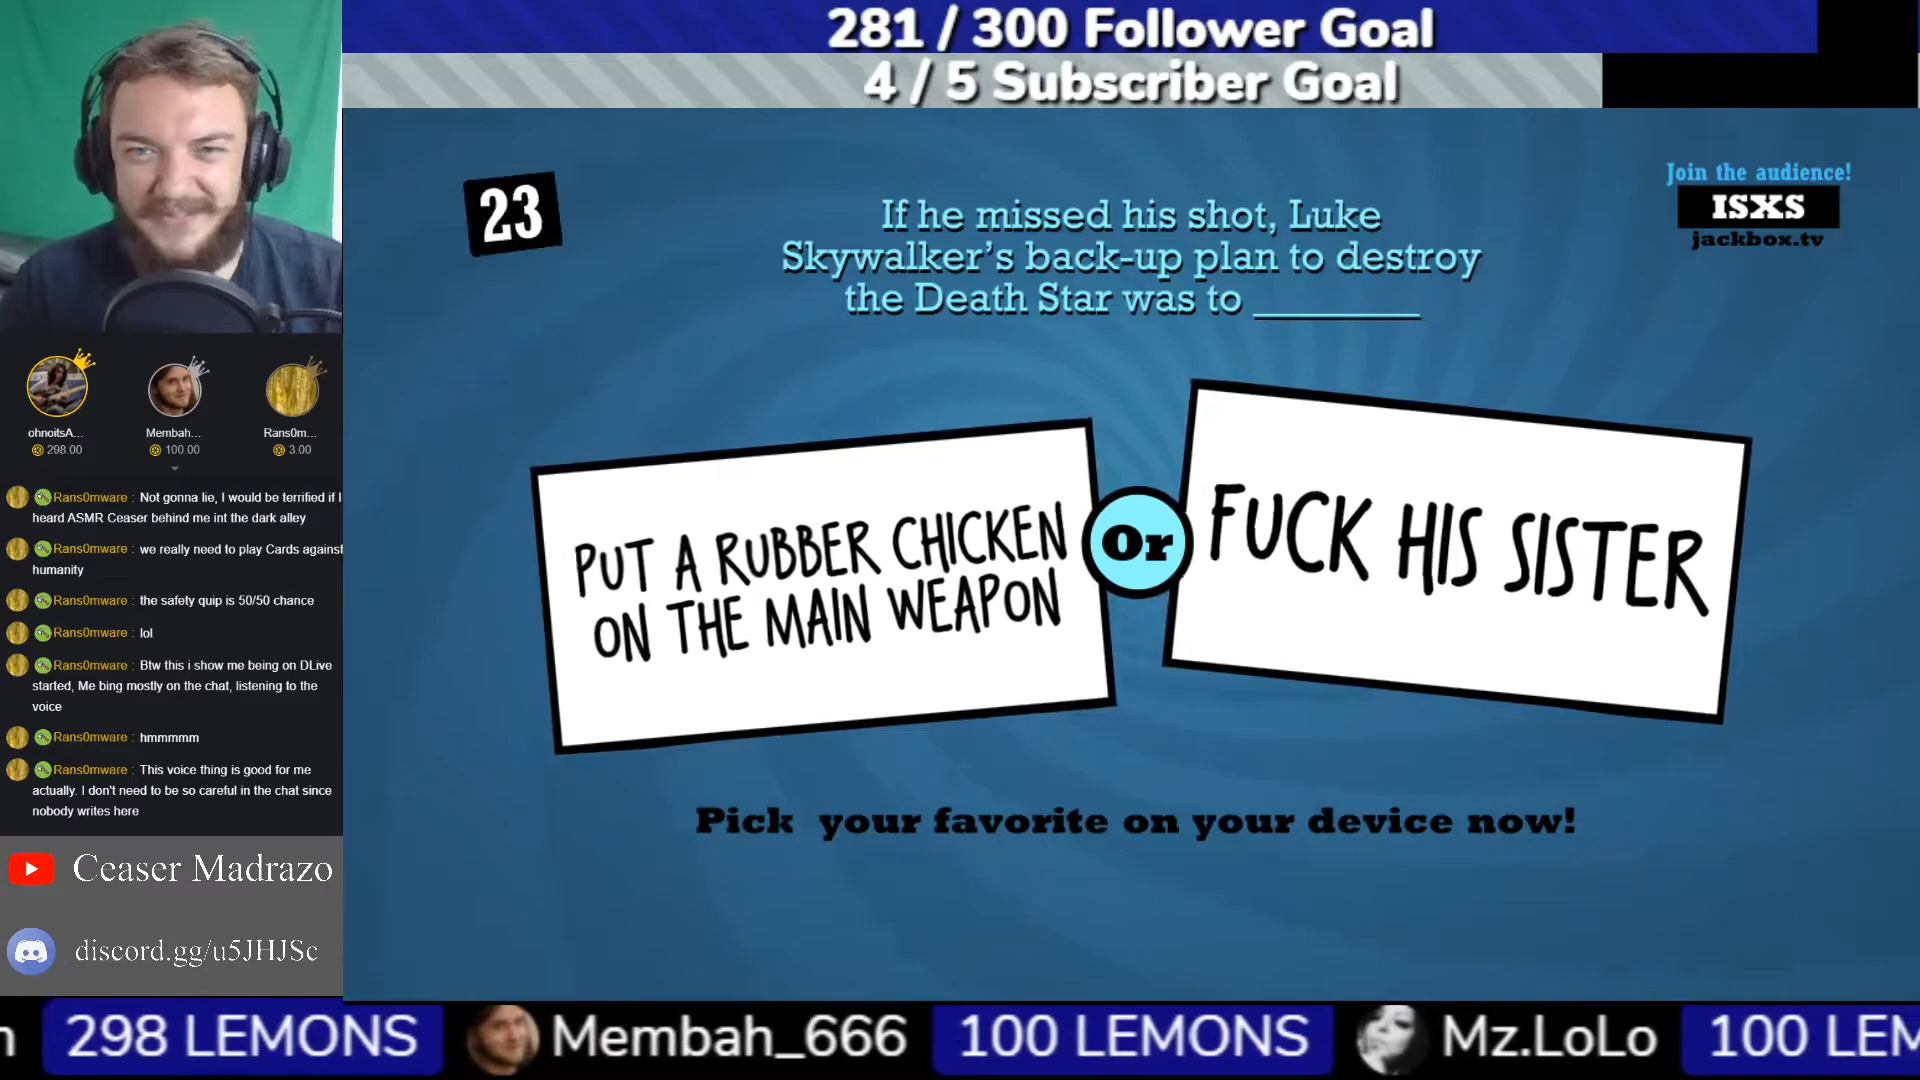 281 / 300 Follower Goal
4 / 5 Subscriber Goal
23
If he missed his shot, Luke
Skywalker's back-up plan to destroy
the Death Star was to ________
Join the audience!
ISXS
jackbox.tv
PUT A RUBBER CHICKEN
ON THE MAIN WEAPON
Or
FUCK HIS SISTER
Pick your favorite on your device now!
ohnoitsA...
298.00
Membah...
100.00
Rans0m...
3.00
Rans0mware : Not gonna lie, I would be terrified if I
heard ASMR Ceaser behind me int the dark alley
Rans0mware : we really need to play Cards against
humanity
Rans0mware : the safety quip is 50/50 chance
Rans0mware : lol
Rans0mware : Btw this i show me being on DLive
started, Me bing mostly on the chat, listening to the
voice
Rans0mware : hmmmmm
Rans0mware : This voice thing is good for me
actually. I don't need to be so careful in the chat since
nobody writes here
Ceaser Madrazo
discord.gg/u5JHJSc
298 LEMONS Membah_666 100 LEMONS Mz.LoLo 100 LEM